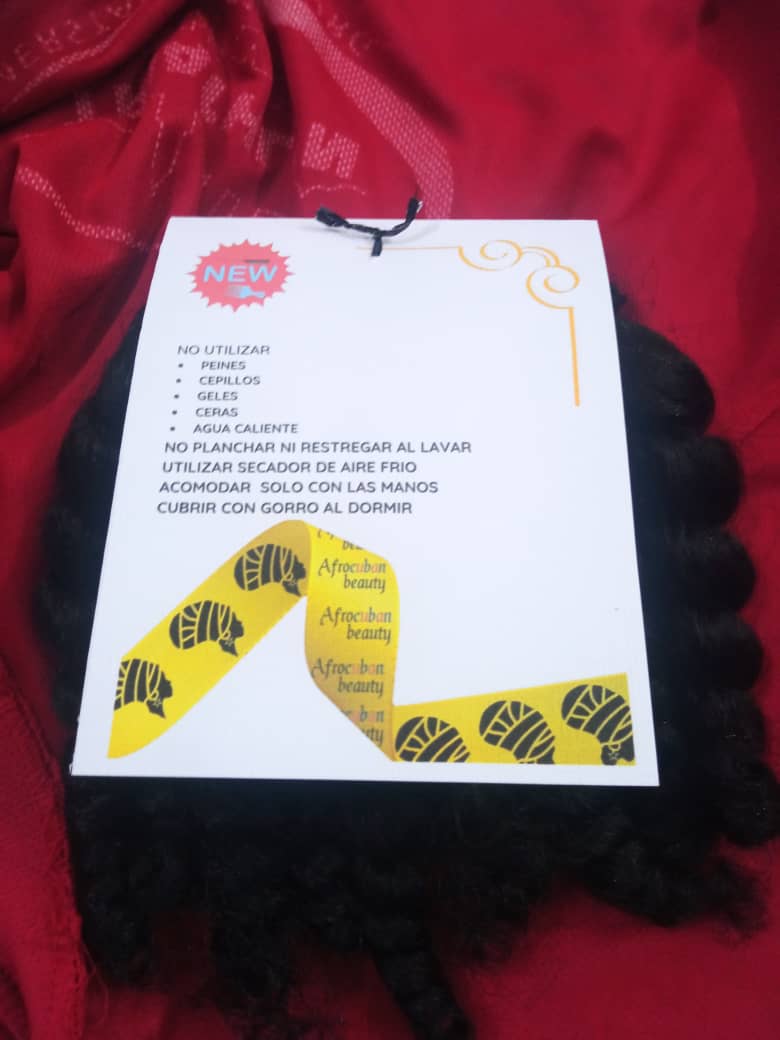 NEW
NO UTILIZAR
• PEINES
• CEPILLOS
• GELES
• CERAS
• AGUA CALIENTE
NO PLANCHAR NI RESTREGAR AL LAVAR
UTILIZAR SECADOR DE AIRE FRIO
ACOMODAR SOLO CON LAS MANOS
CUBRIR CON GORRO AL DORMIR
Afrocuban
beauty
Afrocuban
beauty
Afrocuban
beauty